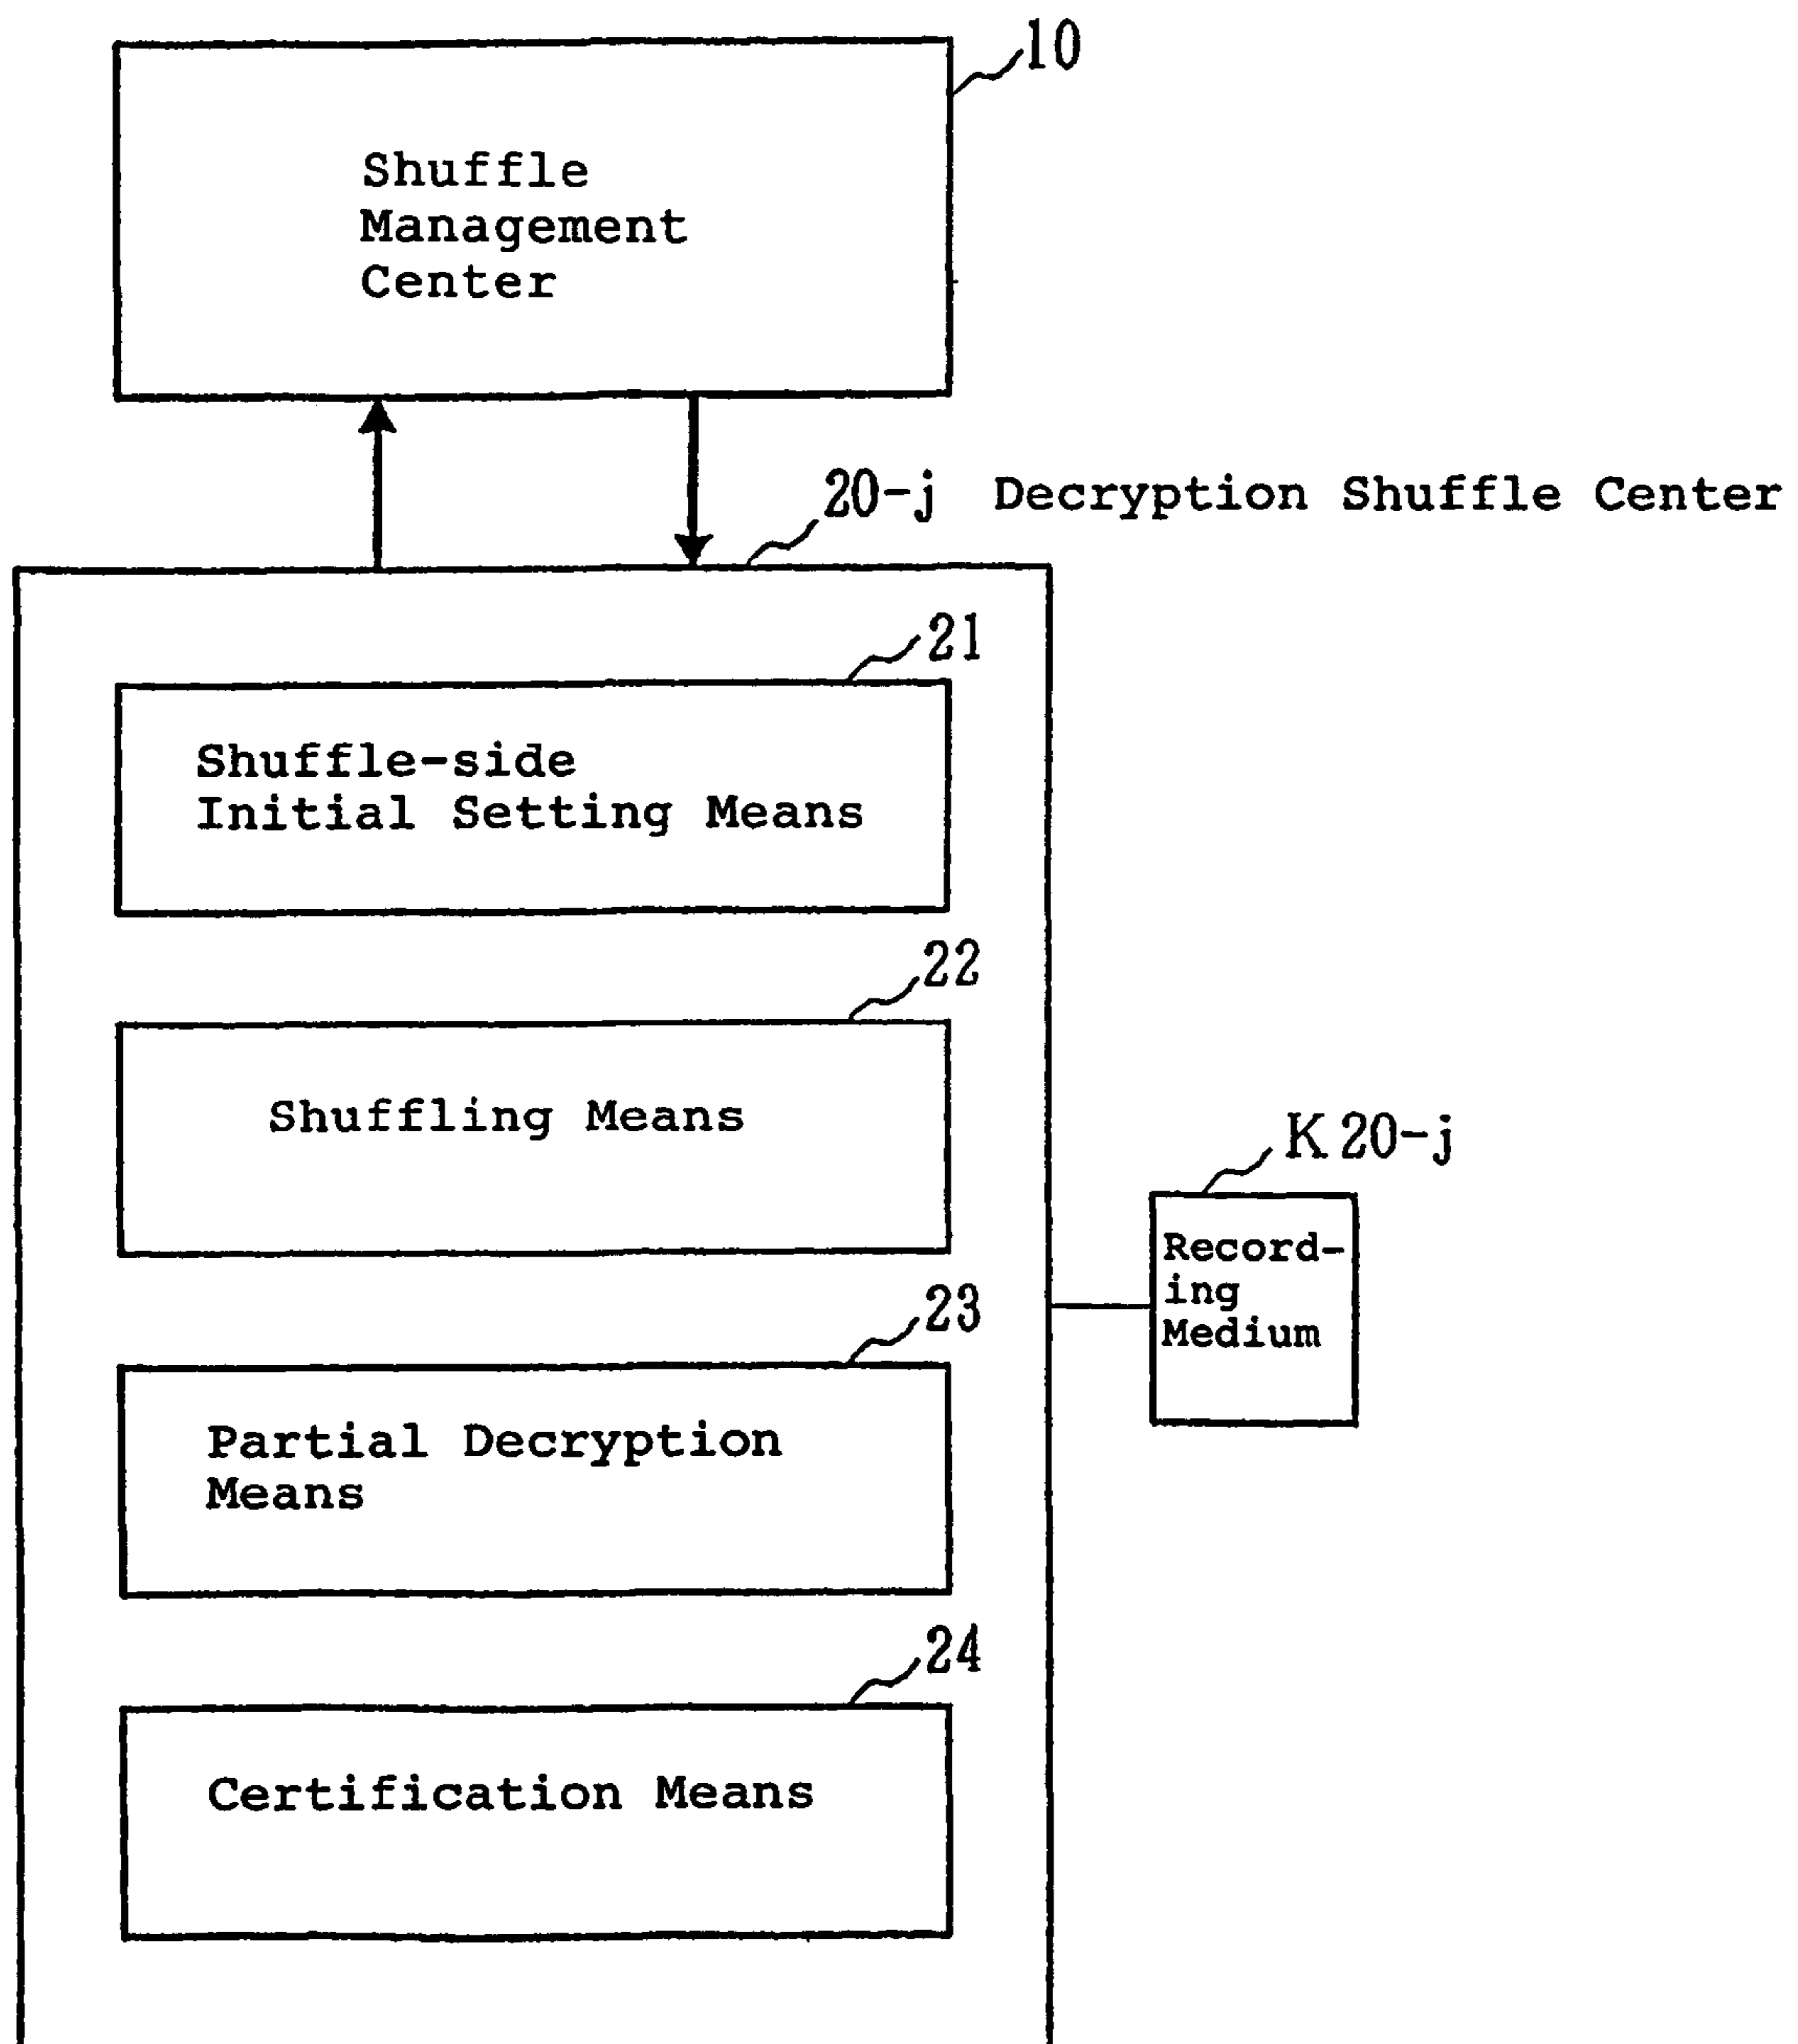 10
Shuffle
Management
Center
20-j Decryption Shuffle Center
21
Shuffle-side
Initial Setting Means
22
Shuffling Means
K20-j
Record-
ing
Medium
23
Partial Decryption
Means
24
Certification Means